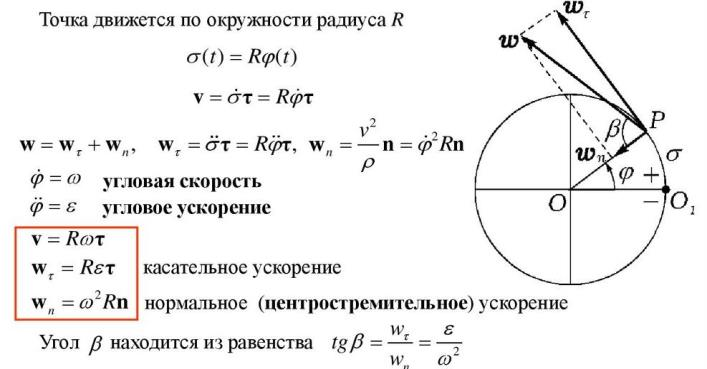 Точка движется по окружности радиуса R
σ(t) = Rφ(t)
v = σ̇τ = Rφ̇τ
w = w_τ + w_n,   w_τ = σ̈τ = Rφ̈τ,   w_n = v²/ρ n = φ̇²Rn
φ̇ = ω   угловая скорость
φ̈ = ε   угловое ускорение
v = Rωτ
w_τ = Rετ   касательное ускорение
w_n = ω²Rn   нормальное (центростремительное) ускорение
Угол β находится из равенства   tgβ = w_τ/w_n = ε/ω²
w_τ
w
P
β
w_n
σ
φ
+
O
−
O₁